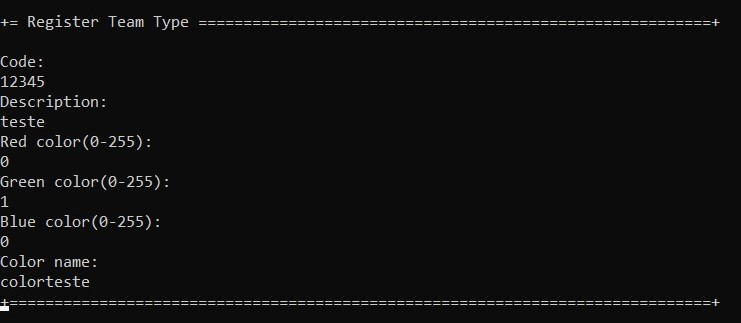 += Register Team Type =========================================================+
Code:
12345
Description:
teste
Red color(0-255):
0
Green color(0-255):
1
Blue color(0-255):
0
Color name:
colorteste
+==============================================================================+